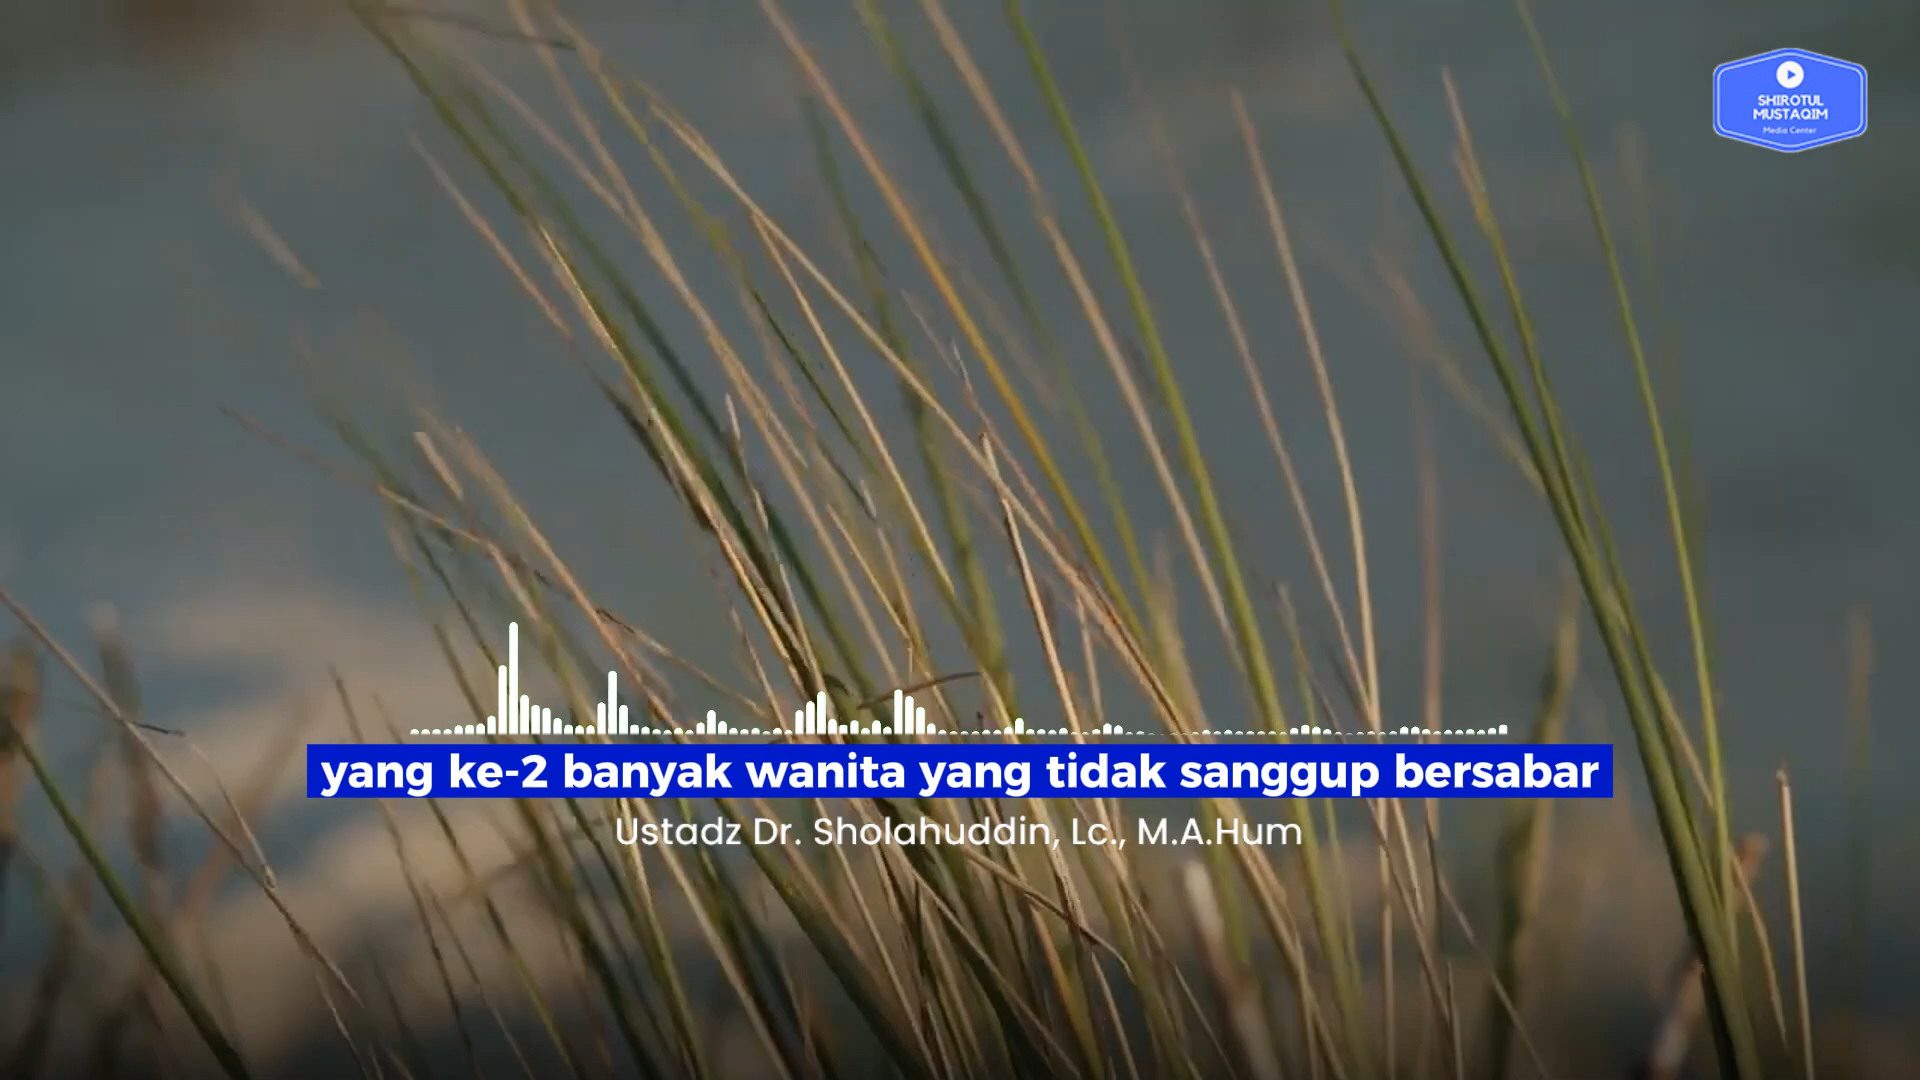 SHIROTUL
MUSTAQIM
Media Center
yang ke-2 banyak wanita yang tidak sanggup bersabar
Ustadz Dr. Sholahuddin, Lc., M.A.Hum